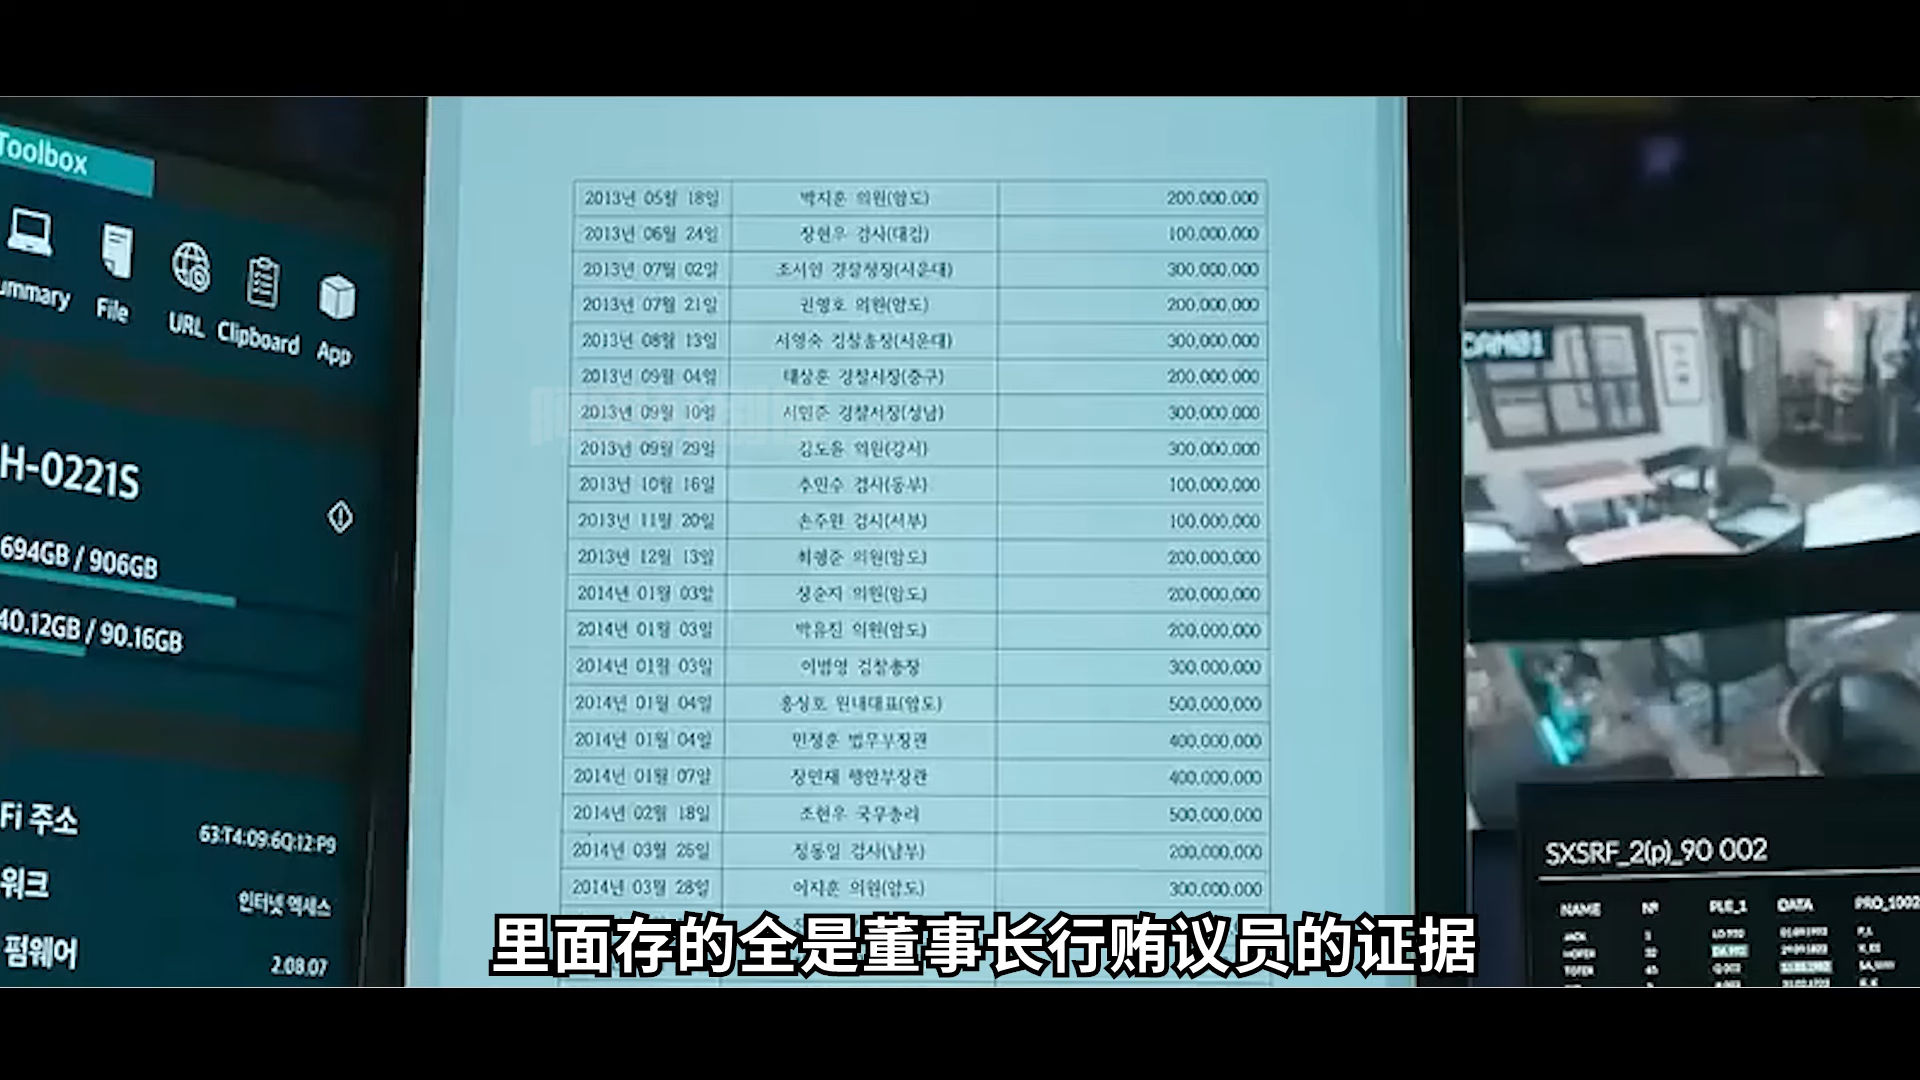 Toolbox
ummary
File
URL
Clipboard
App
H-0221S
694GB / 906GB
40.12GB / 90.16GB
Fi 주소 63:T4:09:6Q:12:P9
워크 인터넷 엑세스
펌웨어 2.08.07
2013년 05월 18일 박지훈 의원(암도) 200.000.000
2013년 06월 24일 장현우 검사(대검) 100.000.000
2013년 07월 02일 조서인 경찰청장(서운대) 300.000.000
2013년 07월 21일 권영호 의원(암도) 200.000.000
2013년 08월 13일 서영숙 검찰총장(서운대) 300.000.000
2013년 09월 04일 태상훈 경찰서장(중구) 200.000.000
2013년 09월 10일 서민준 경찰서장(성남) 300.000.000
2013년 09월 29일 김도윤 의원(강서) 300.000.000
2013년 10월 16일 추민수 검사(동부) 100.000.000
2013년 11월 20일 손주원 검사(서부) 100.000.000
2013년 12월 13일 최형준 의원(암도) 200.000.000
2014년 01월 03일 의원(암도) 200.000.000
2014년 01월 03일 박유진 의원(암도) 200.000.000
2014년 01월 03일 이범영 검찰총장 300.000.000
2014년 01월 04일 홍상호 원내대표(암도) 500.000.000
2014년 01월 04일 민정훈 법무부장관 400.000.000
2014년 01월 07일 장민재 행안부장관 400.000.000
2014년 02월 18일 조현우 국무총리 500.000.000
2014년 03월 25일 정동일 검사(남부) 200.000.000
2014년 03월 28일 이지훈 의원(암도) 300.000.000
CAM01
SXSRF_2(p)_90 002
NAME Nº PLE_1 DATA PRO_1002
里面存的全是董事长行贿议员的证据